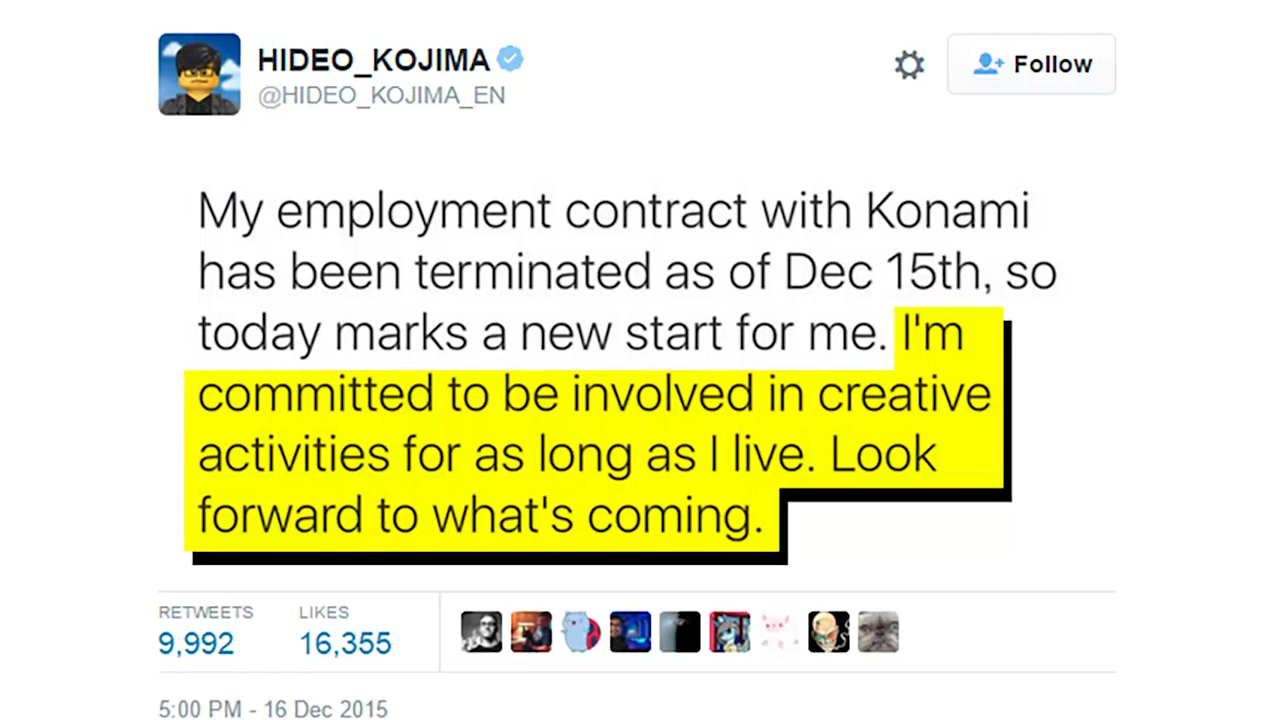 HIDEO_KOJIMA
@HIDEO_KOJIMA_EN
Follow
My employment contract with Konami
has been terminated as of Dec 15th, so
today marks a new start for me. I'm
committed to be involved in creative
activities for as long as I live. Look
forward to what's coming.
RETWEETS LIKES
9,992 16,355
5:00 PM - 16 Dec 2015